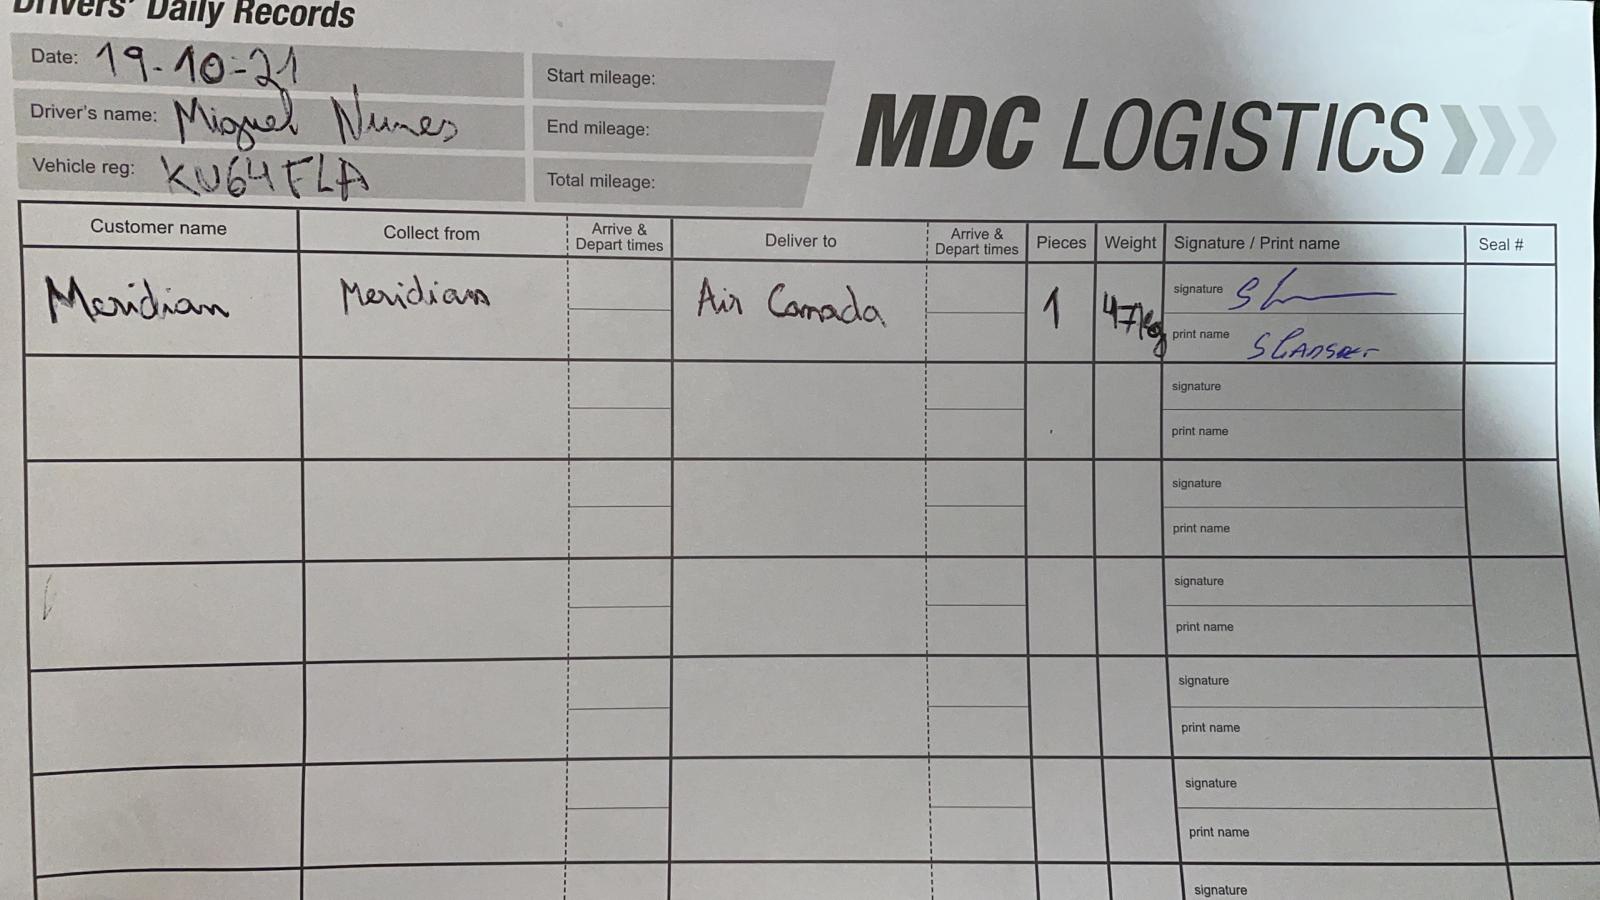 Drivers' Daily Records
Date: 19-10-21
Start mileage:
Driver's name: Miguel Nunes
End mileage:
Vehicle reg: KU64FLA
Total mileage:
MDC LOGISTICS
Customer name Collect from Arrive & Depart times Deliver to Arrive & Depart times Pieces Weight Signature / Print name Seal #
Meridian Meridian Air Canada 1 47kg signature
print name
signature
print name
signature
print name
signature
print name
signature
print name
signature
print name
signature